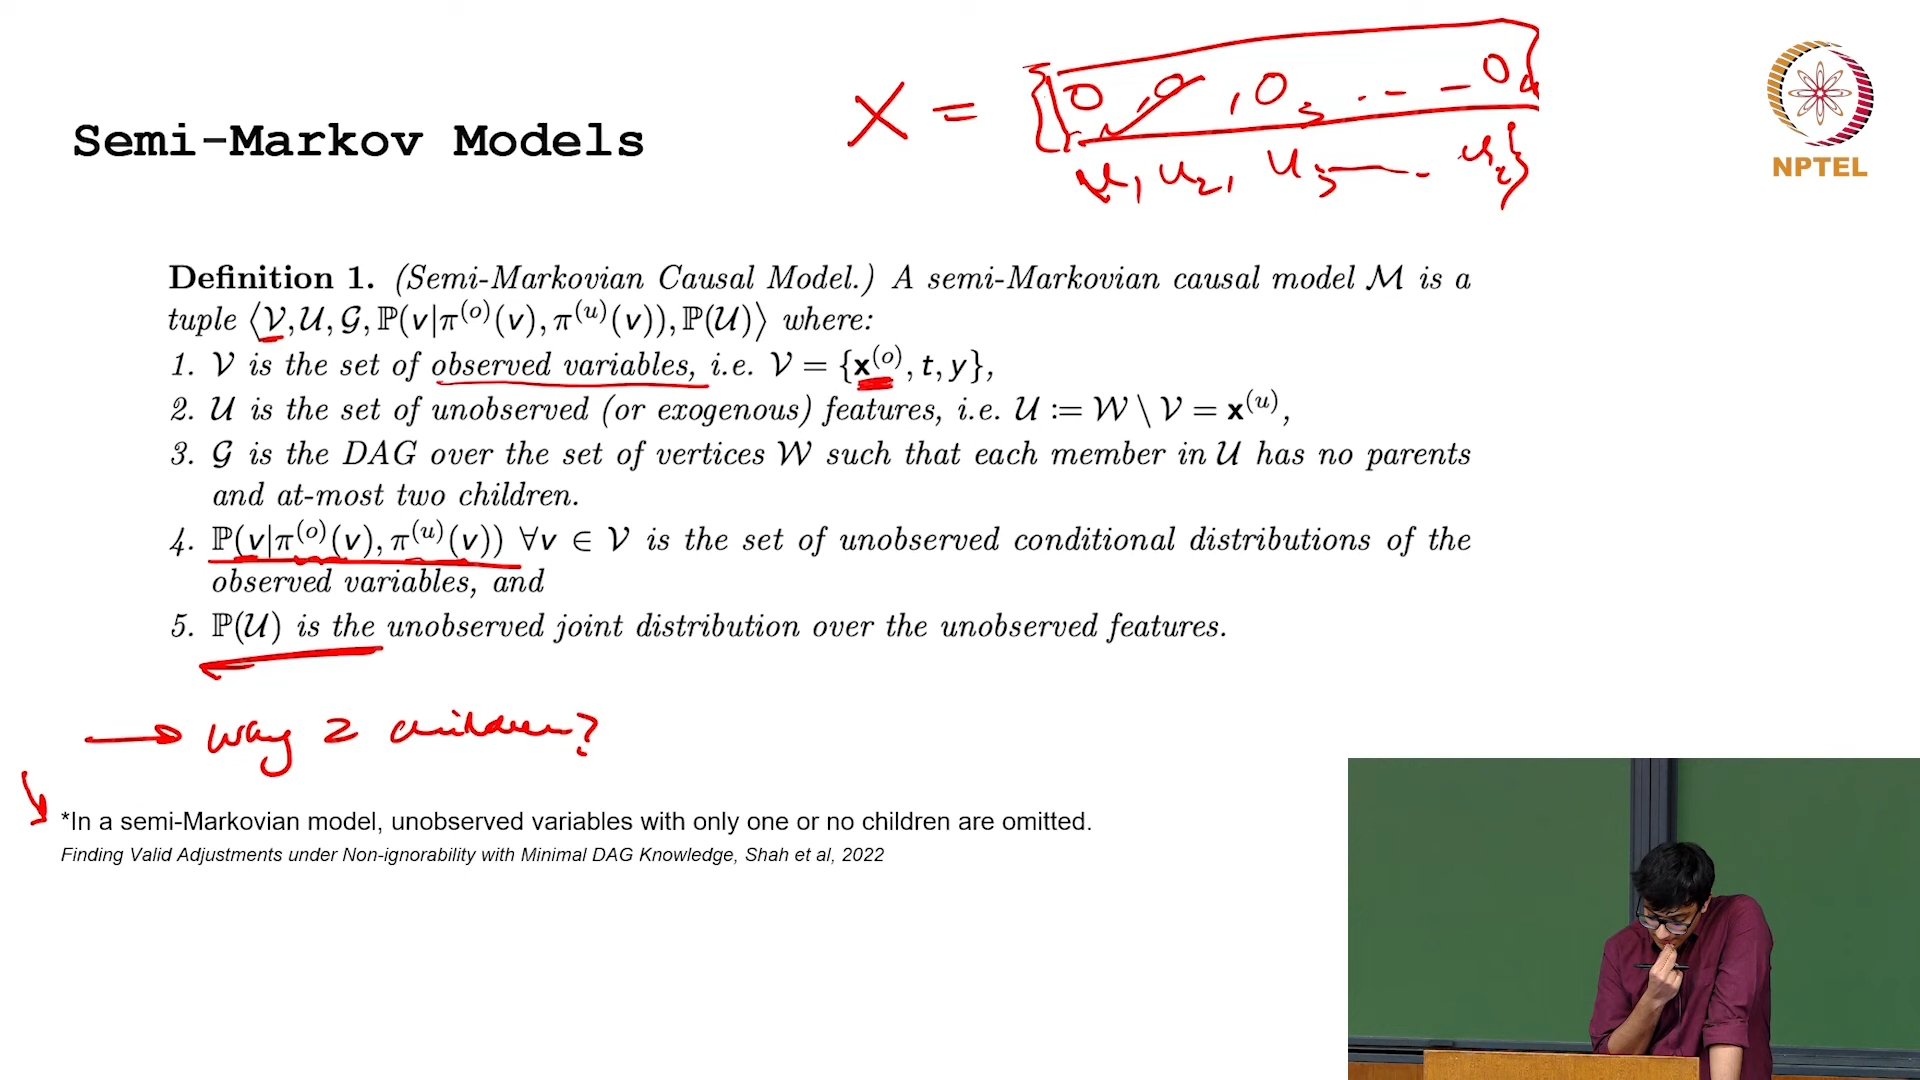 X = {O, O, O3 . - - - O
u1, u2, u3 - . u2}
NPTEL
Semi-Markov Models
Definition 1. (Semi-Markovian Causal Model.) A semi-Markovian causal model ℳ is a
tuple ⟨𝒱, 𝒰, 𝒢, ℙ(v|π^(o)(v), π^(u)(v)), ℙ(𝒰)⟩ where:
1. 𝒱 is the set of observed variables, i.e. 𝒱 = {x^(o), t, y},
2. 𝒰 is the set of unobserved (or exogenous) features, i.e. 𝒰 := 𝒲 \ 𝒱 = x^(u),
3. 𝒢 is the DAG over the set of vertices 𝒲 such that each member in 𝒰 has no parents
and at-most two children.
4. ℙ(v|π^(o)(v), π^(u)(v)) ∀v ∈ 𝒱 is the set of unobserved conditional distributions of the
observed variables, and
5. ℙ(𝒰) is the unobserved joint distribution over the unobserved features.
→ why 2 children?
*In a semi-Markovian model, unobserved variables with only one or no children are omitted.
Finding Valid Adjustments under Non-ignorability with Minimal DAG Knowledge, Shah et al, 2022